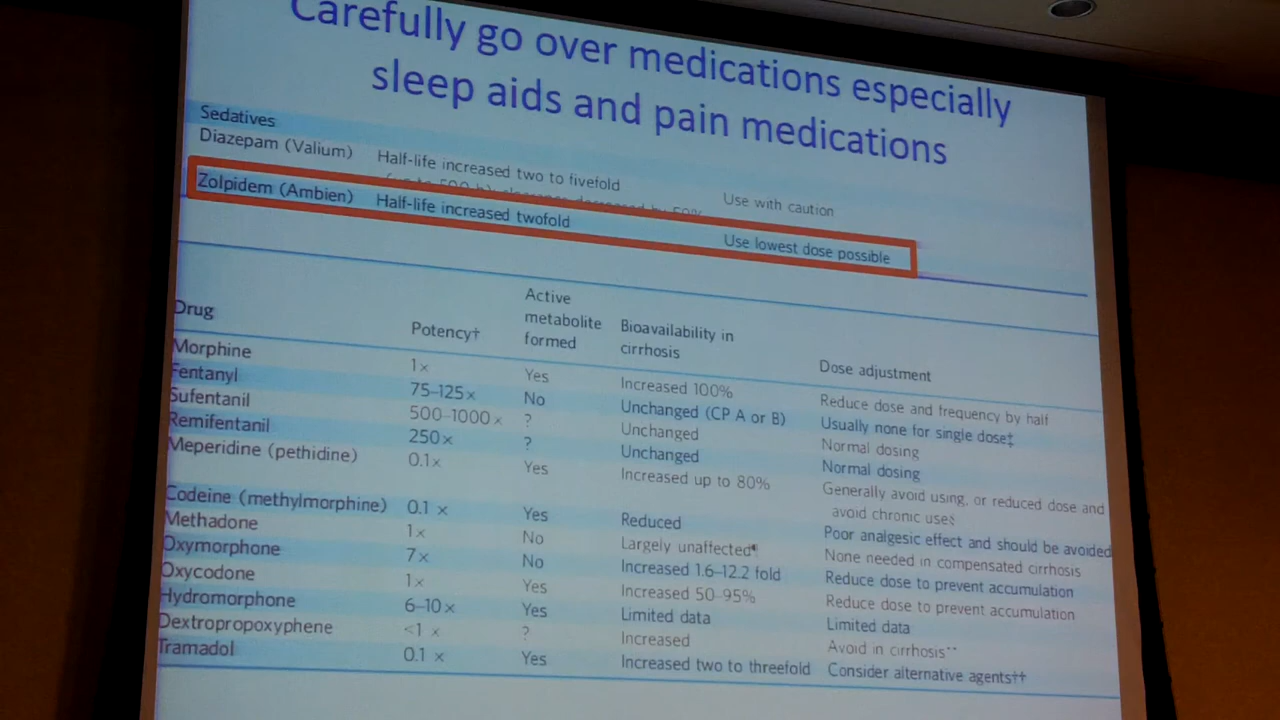 Carefully go over medications especially
sleep aids and pain medications
Sedatives
Diazepam (Valium) Half-life increased two to fivefold Use with caution
Zolpidem (Ambien) Half-life increased twofold Use lowest dose possible
Drug Potency† Active metabolite formed Bioavailability in cirrhosis Dose adjustment
Morphine 1× Yes Increased 100% Reduce dose and frequency by half
Fentanyl 75–125× No Unchanged (CP A or B) Usually none for single dose‡
Sufentanil 500–1000× ? Unchanged Normal dosing
Remifentanil 250× ? Unchanged Normal dosing
Meperidine (pethidine) 0.1× Yes Increased up to 80% Generally avoid using, or reduced dose and
avoid chronic use
Codeine (methylmorphine) 0.1 × Yes Reduced Poor analgesic effect and should be avoided
Methadone 1× No Largely unaffected¶ None needed in compensated cirrhosis
Oxymorphone 7× No Increased 1.6–12.2 fold Reduce dose to prevent accumulation
Oxycodone 1× Yes Increased 50–95% Reduce dose to prevent accumulation
Hydromorphone 6–10× Yes Limited data Limited data
Dextropropoxyphene <1 × ? Increased Avoid in cirrhosis**
Tramadol 0.1 × Yes Increased two to threefold Consider alternative agents††